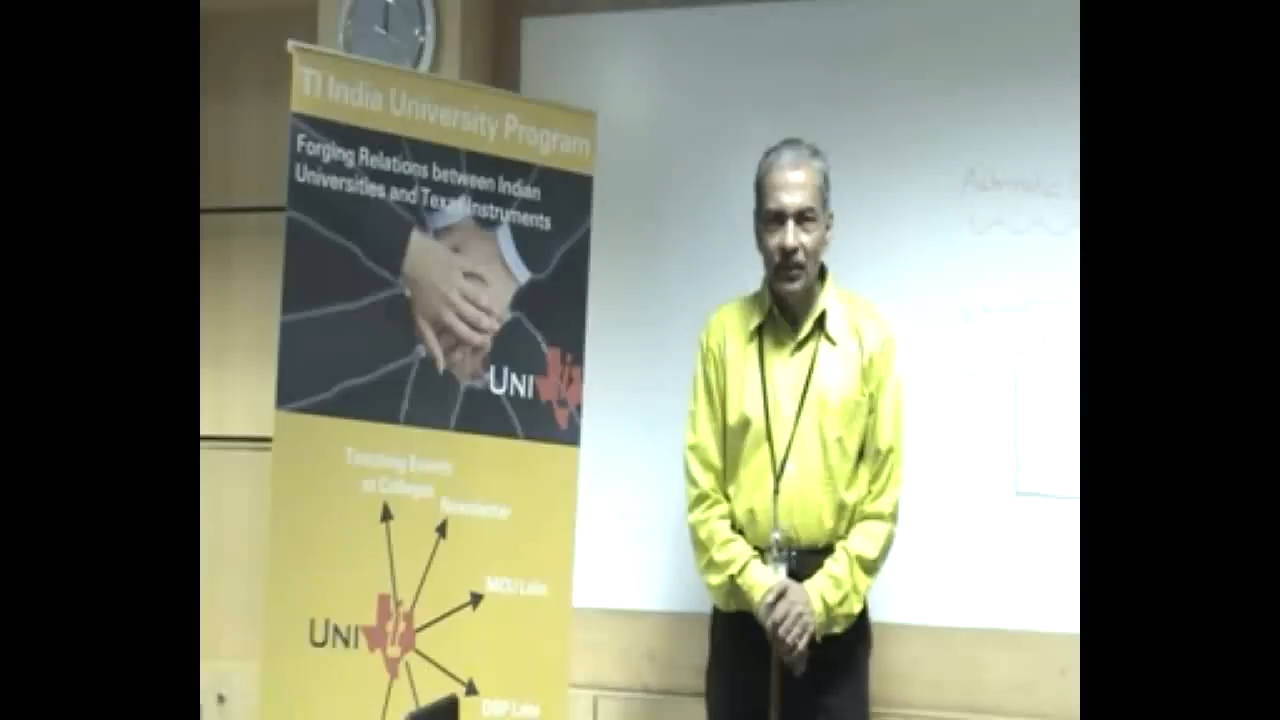 TI India University Program
Forging Relations between Indian
Universities and Texas Instruments
UNI
Teaching Events
at Colleges
Newsletter
MCU Labs
UNI
DSP Labs
Automatic